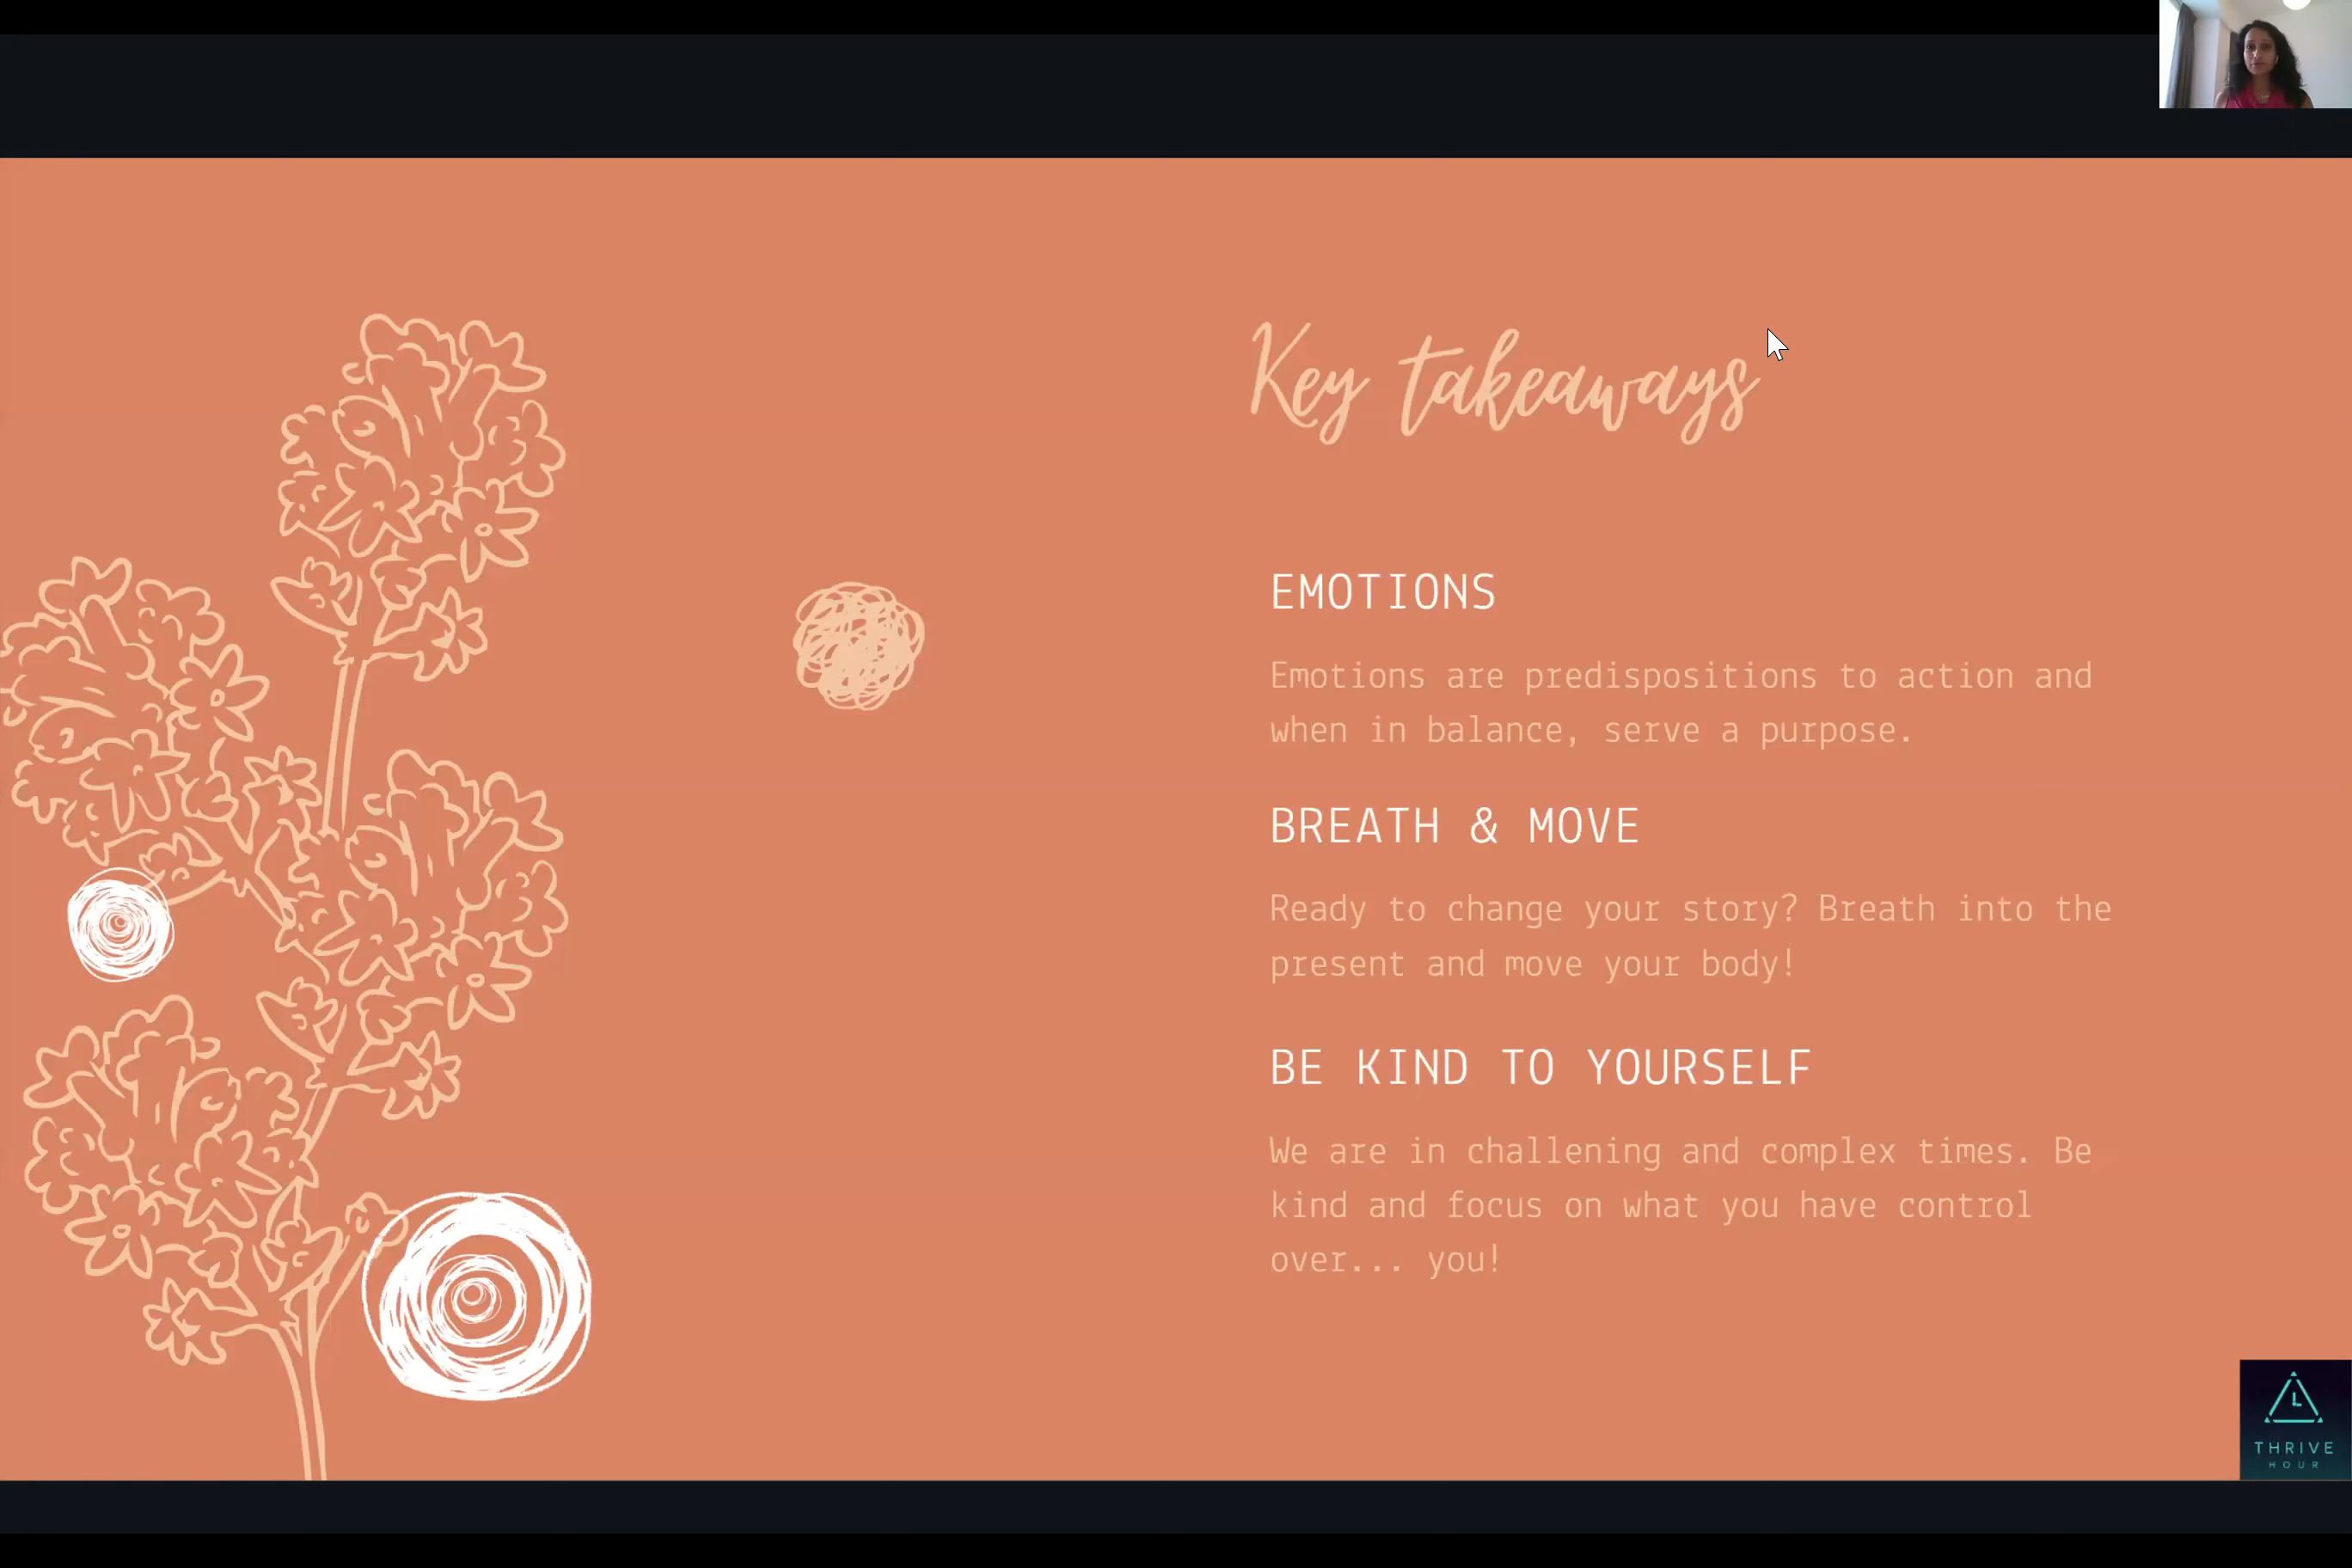 Key takeaways
EMOTIONS
Emotions are predispositions to action and
when in balance, serve a purpose.
BREATH & MOVE
Ready to change your story? Breath into the
present and move your body!
BE KIND TO YOURSELF
We are in challening and complex times. Be
kind and focus on what you have control
over... you!
L
THRIVE
HOUR